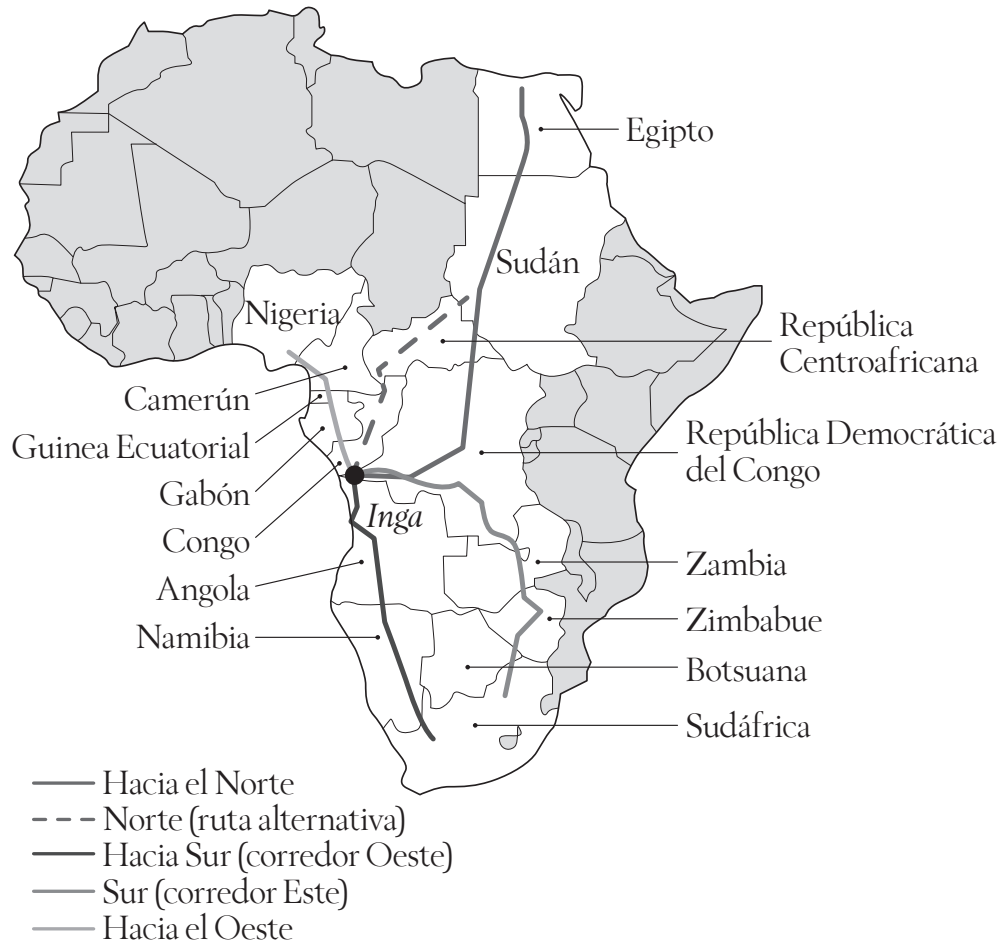 Egipto
Sudán
Nigeria
República
Centroafricana
Camerún
Guinea Ecuatorial
República Democrática
del Congo
Gabón
Inga
Congo
Zambia
Angola
Zimbabue
Namibia
Botsuana
Sudáfrica
Hacia el Norte
Norte (ruta alternativa)
Hacia Sur (corredor Oeste)
Sur (corredor Este)
Hacia el Oeste